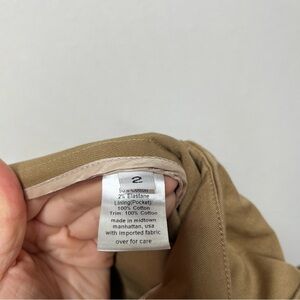 2
Cotton
2% Elastane
Lining(Pocket)
100% Cotton
Trim: 100% Cotton
made in midtown
manhattan, usa
with imported fabric
over for care